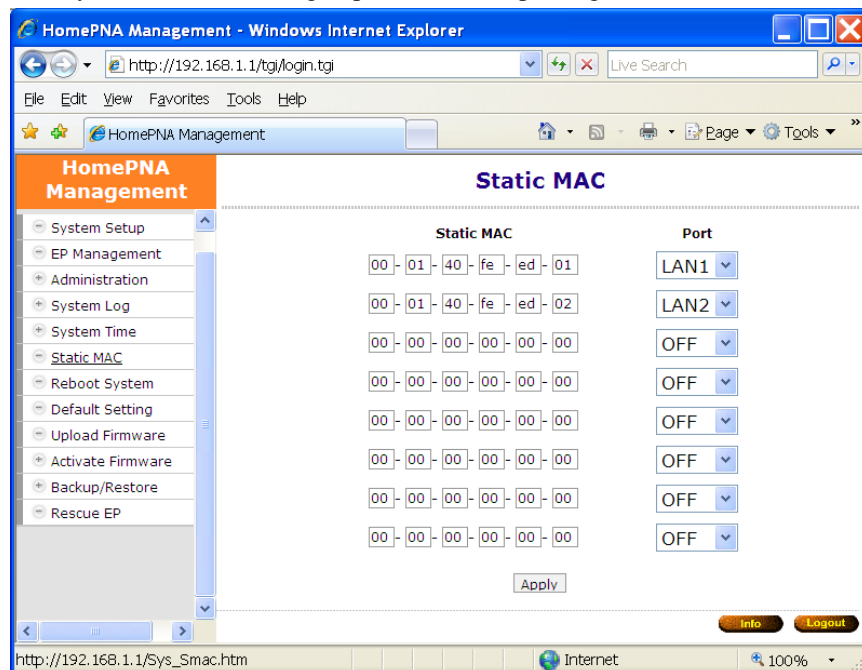 HomePNA Management - Windows Internet Explorer
http://192.168.1.1/tgi/login.tgi
Live Search
File Edit View Favorites Tools Help
HomePNA Management
Page Tools
HomePNA Management
System Setup
EP Management
Administration
System Log
System Time
Static MAC
Reboot System
Default Setting
Upload Firmware
Activate Firmware
Backup/Restore
Rescue EP
Static MAC
Static MAC Port
00 - 01 - 40 - fe - ed - 01 LAN1
00 - 01 - 40 - fe - ed - 02 LAN2
00 - 00 - 00 - 00 - 00 - 00 OFF
00 - 00 - 00 - 00 - 00 - 00 OFF
00 - 00 - 00 - 00 - 00 - 00 OFF
00 - 00 - 00 - 00 - 00 - 00 OFF
00 - 00 - 00 - 00 - 00 - 00 OFF
00 - 00 - 00 - 00 - 00 - 00 OFF
Apply
Info Logout
http://192.168.1.1/Sys_Smac.htm Internet 100%